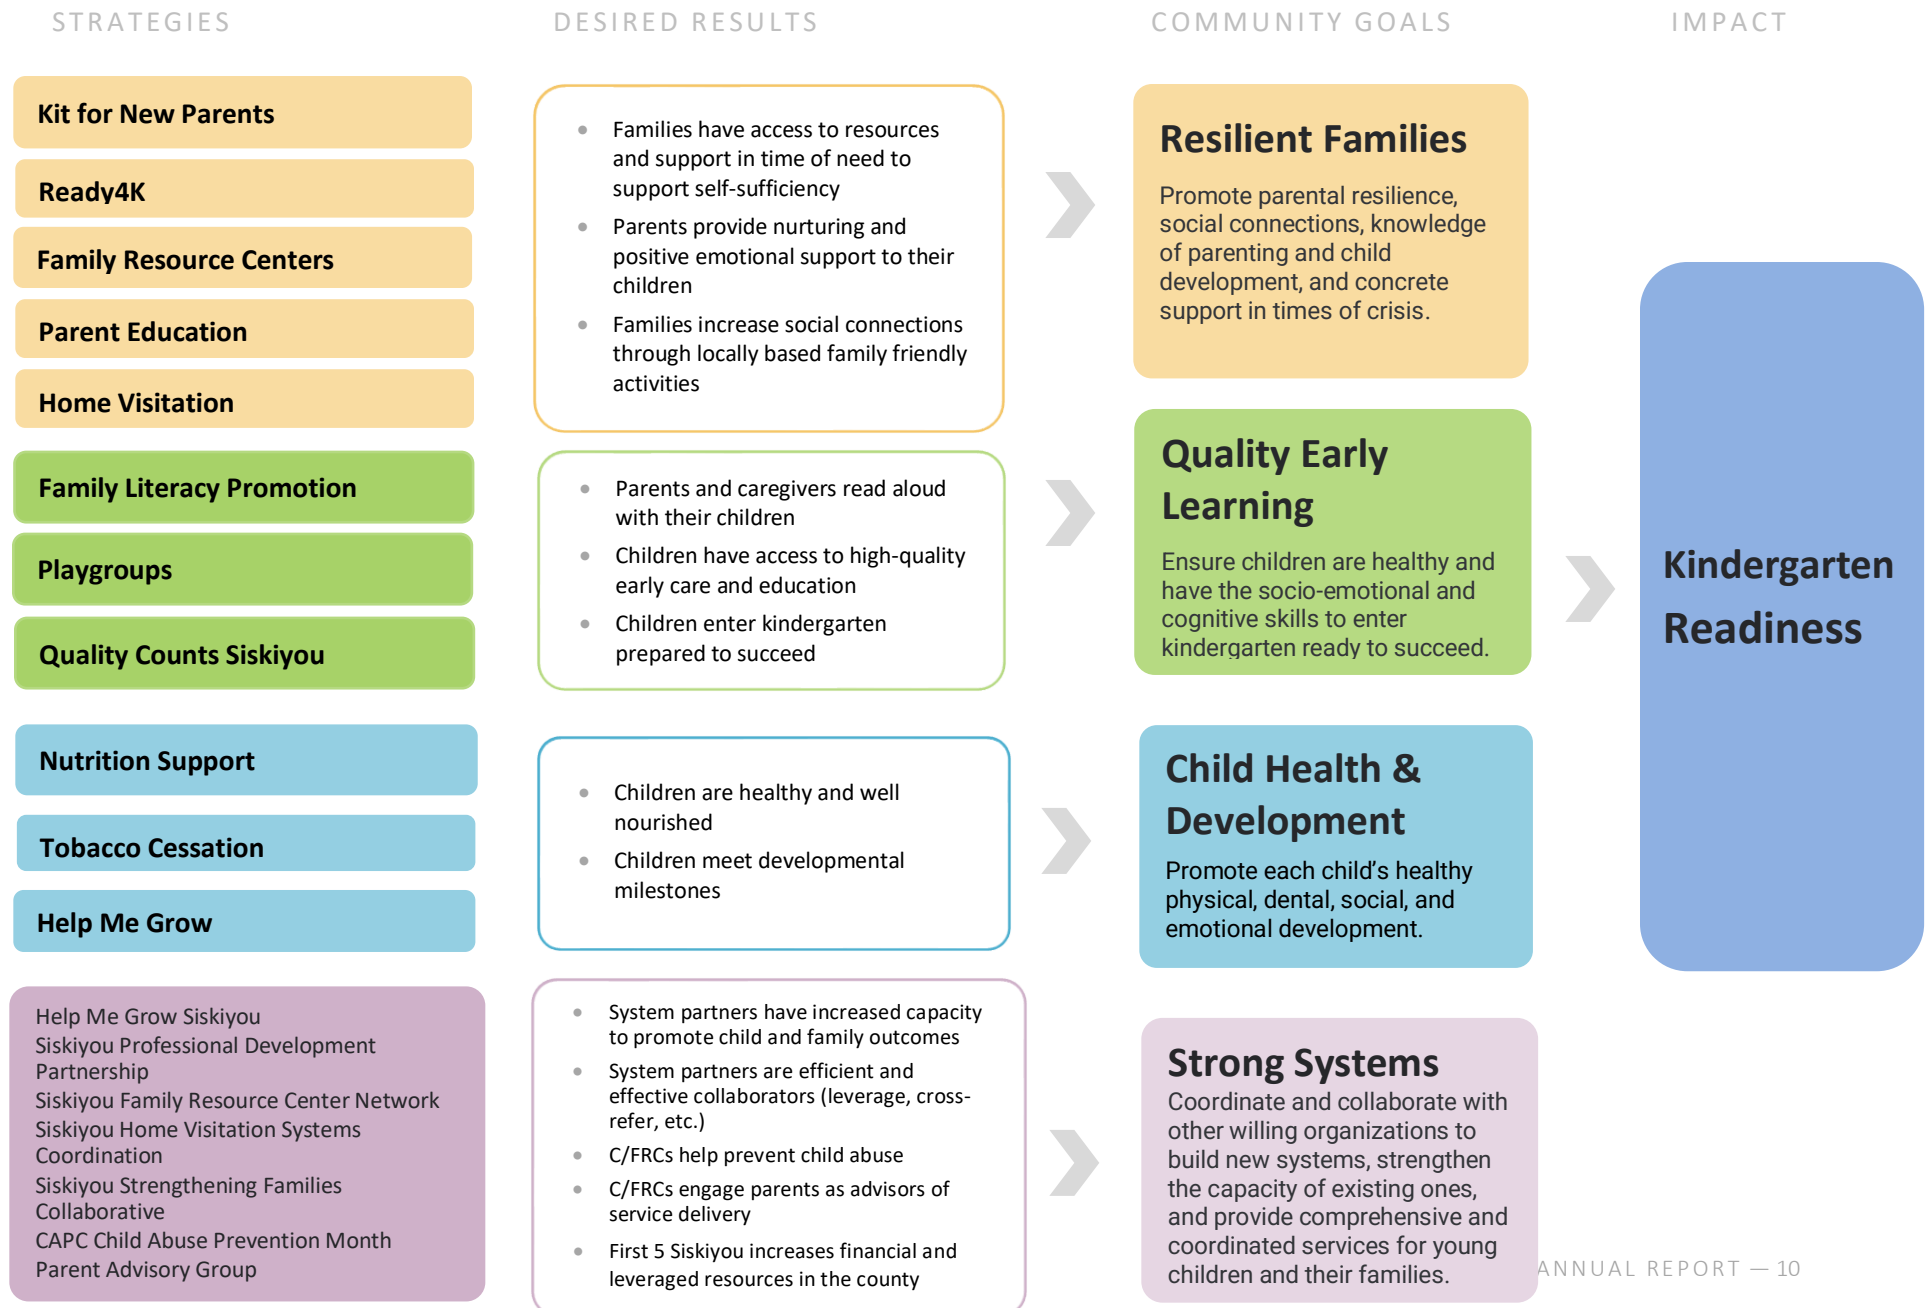 STRATEGIES
DESIRED RESULTS
COMMUNITY GOALS
IMPACT
Kit for New Parents
Ready4K
Family Resource Centers
Parent Education
Home Visitation
Family Literacy Promotion
Playgroups
Quality Counts Siskiyou
Nutrition Support
Tobacco Cessation
Help Me Grow
Help Me Grow Siskiyou
Siskiyou Professional Development
Partnership
Siskiyou Family Resource Center Network
Siskiyou Home Visitation Systems
Coordination
Siskiyou Strengthening Families
Collaborative
CAPC Child Abuse Prevention Month
Parent Advisory Group
• Families have access to resources
and support in time of need to
support self-sufficiency
• Parents provide nurturing and
positive emotional support to their
children
• Families increase social connections
through locally based family friendly
activities
• Parents and caregivers read aloud
with their children
• Children have access to high-quality
early care and education
• Children enter kindergarten
prepared to succeed
• Children are healthy and well
nourished
• Children meet developmental
milestones
• System partners have increased capacity
to promote child and family outcomes
• System partners are efficient and
effective collaborators (leverage, cross-
refer, etc.)
• C/FRCs help prevent child abuse
• C/FRCs engage parents as advisors of
service delivery
• First 5 Siskiyou increases financial and
leveraged resources in the county
Resilient Families
Promote parental resilience,
social connections, knowledge
of parenting and child
development, and concrete
support in times of crisis.
Quality Early
Learning
Ensure children are healthy and
have the socio-emotional and
cognitive skills to enter
kindergarten ready to succeed.
Child Health &
Development
Promote each child’s healthy
physical, dental, social, and
emotional development.
Strong Systems
Coordinate and collaborate with
other willing organizations to
build new systems, strengthen
the capacity of existing ones,
and provide comprehensive and
coordinated services for young
children and their families.
Kindergarten
Readiness
ANNUAL REPORT — 10